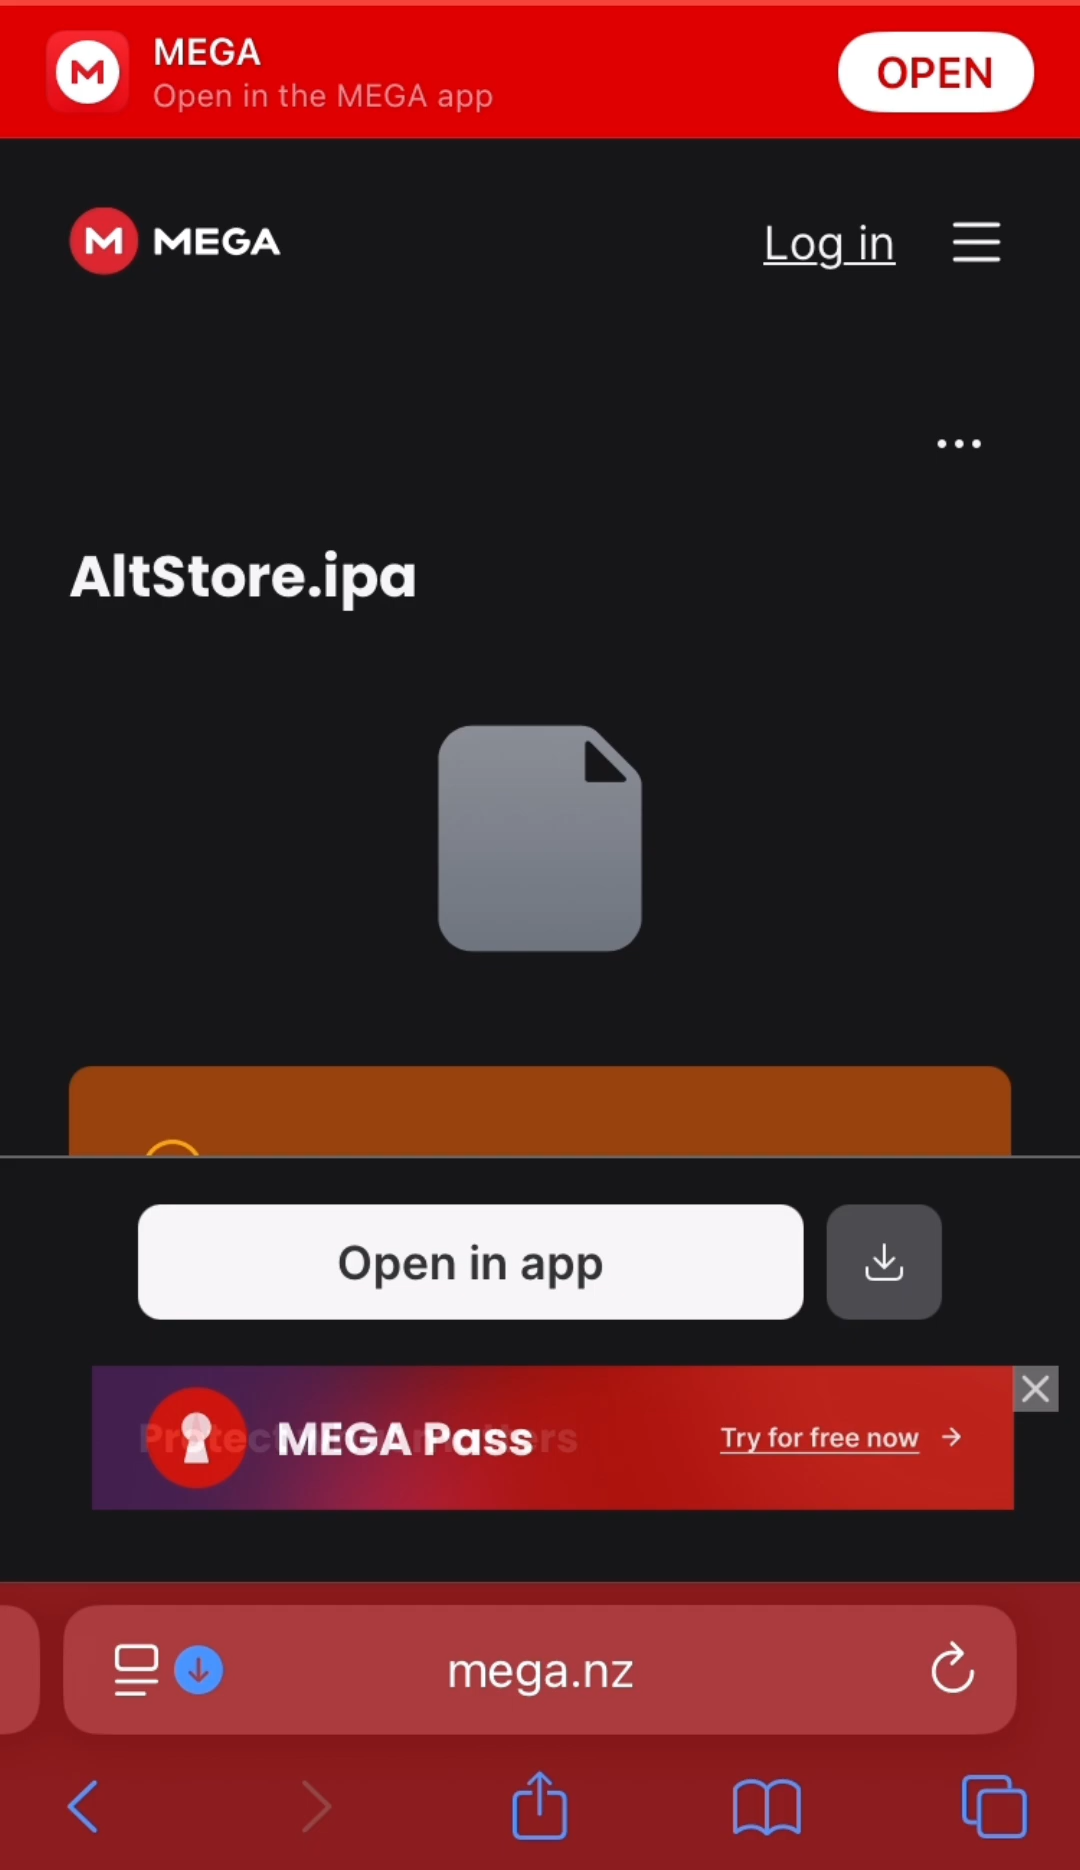 MEGA
Open in the MEGA app
OPEN
MEGA
Log in
AltStore.ipa
Open in app
MEGA Pass
Try for free now
mega.nz